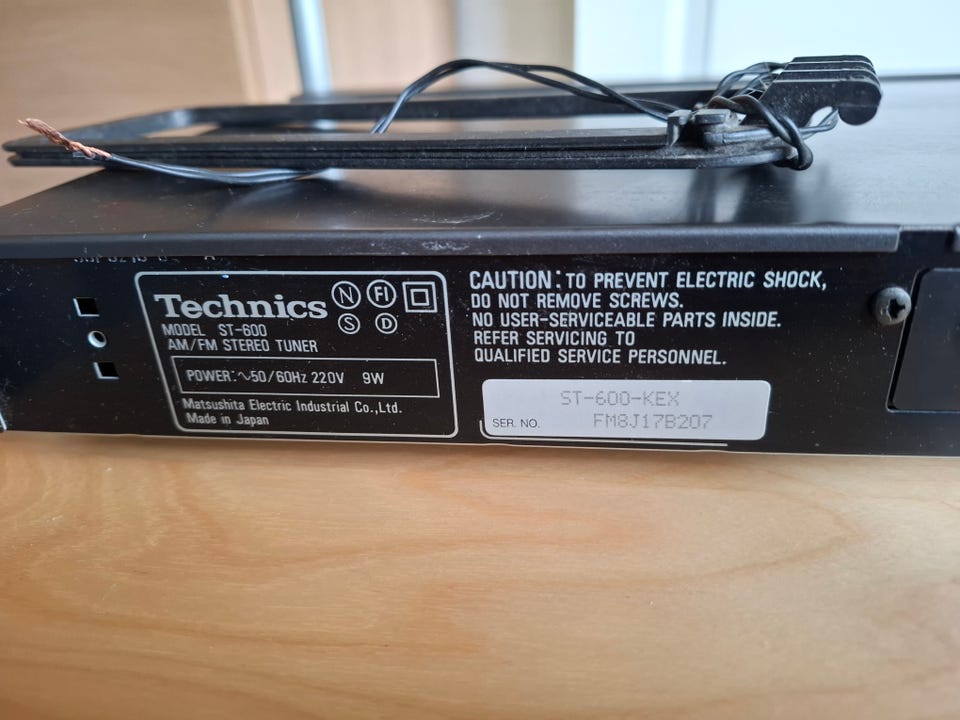 Technics N FI
S D
MODEL ST-600
AM/FM STEREO TUNER
POWER:∿50/60Hz 220V 9W
Matsushita Electric Industrial Co.,Ltd.
Made in Japan
CAUTION: TO PREVENT ELECTRIC SHOCK,
DO NOT REMOVE SCREWS.
NO USER-SERVICEABLE PARTS INSIDE.
REFER SERVICING TO
QUALIFIED SERVICE PERSONNEL.
ST-600-KEX
SER. NO. FM8J17B207